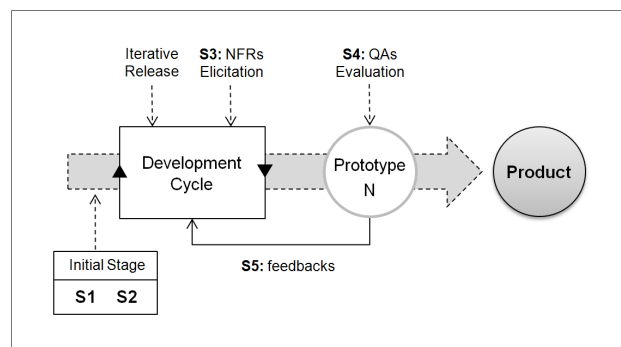 Iterative
Release
S3: NFRs
Elicitation
S4: QAs
Evaluation
Development
Cycle
Prototype
N
Product
S5: feedbacks
Initial Stage
S1 S2